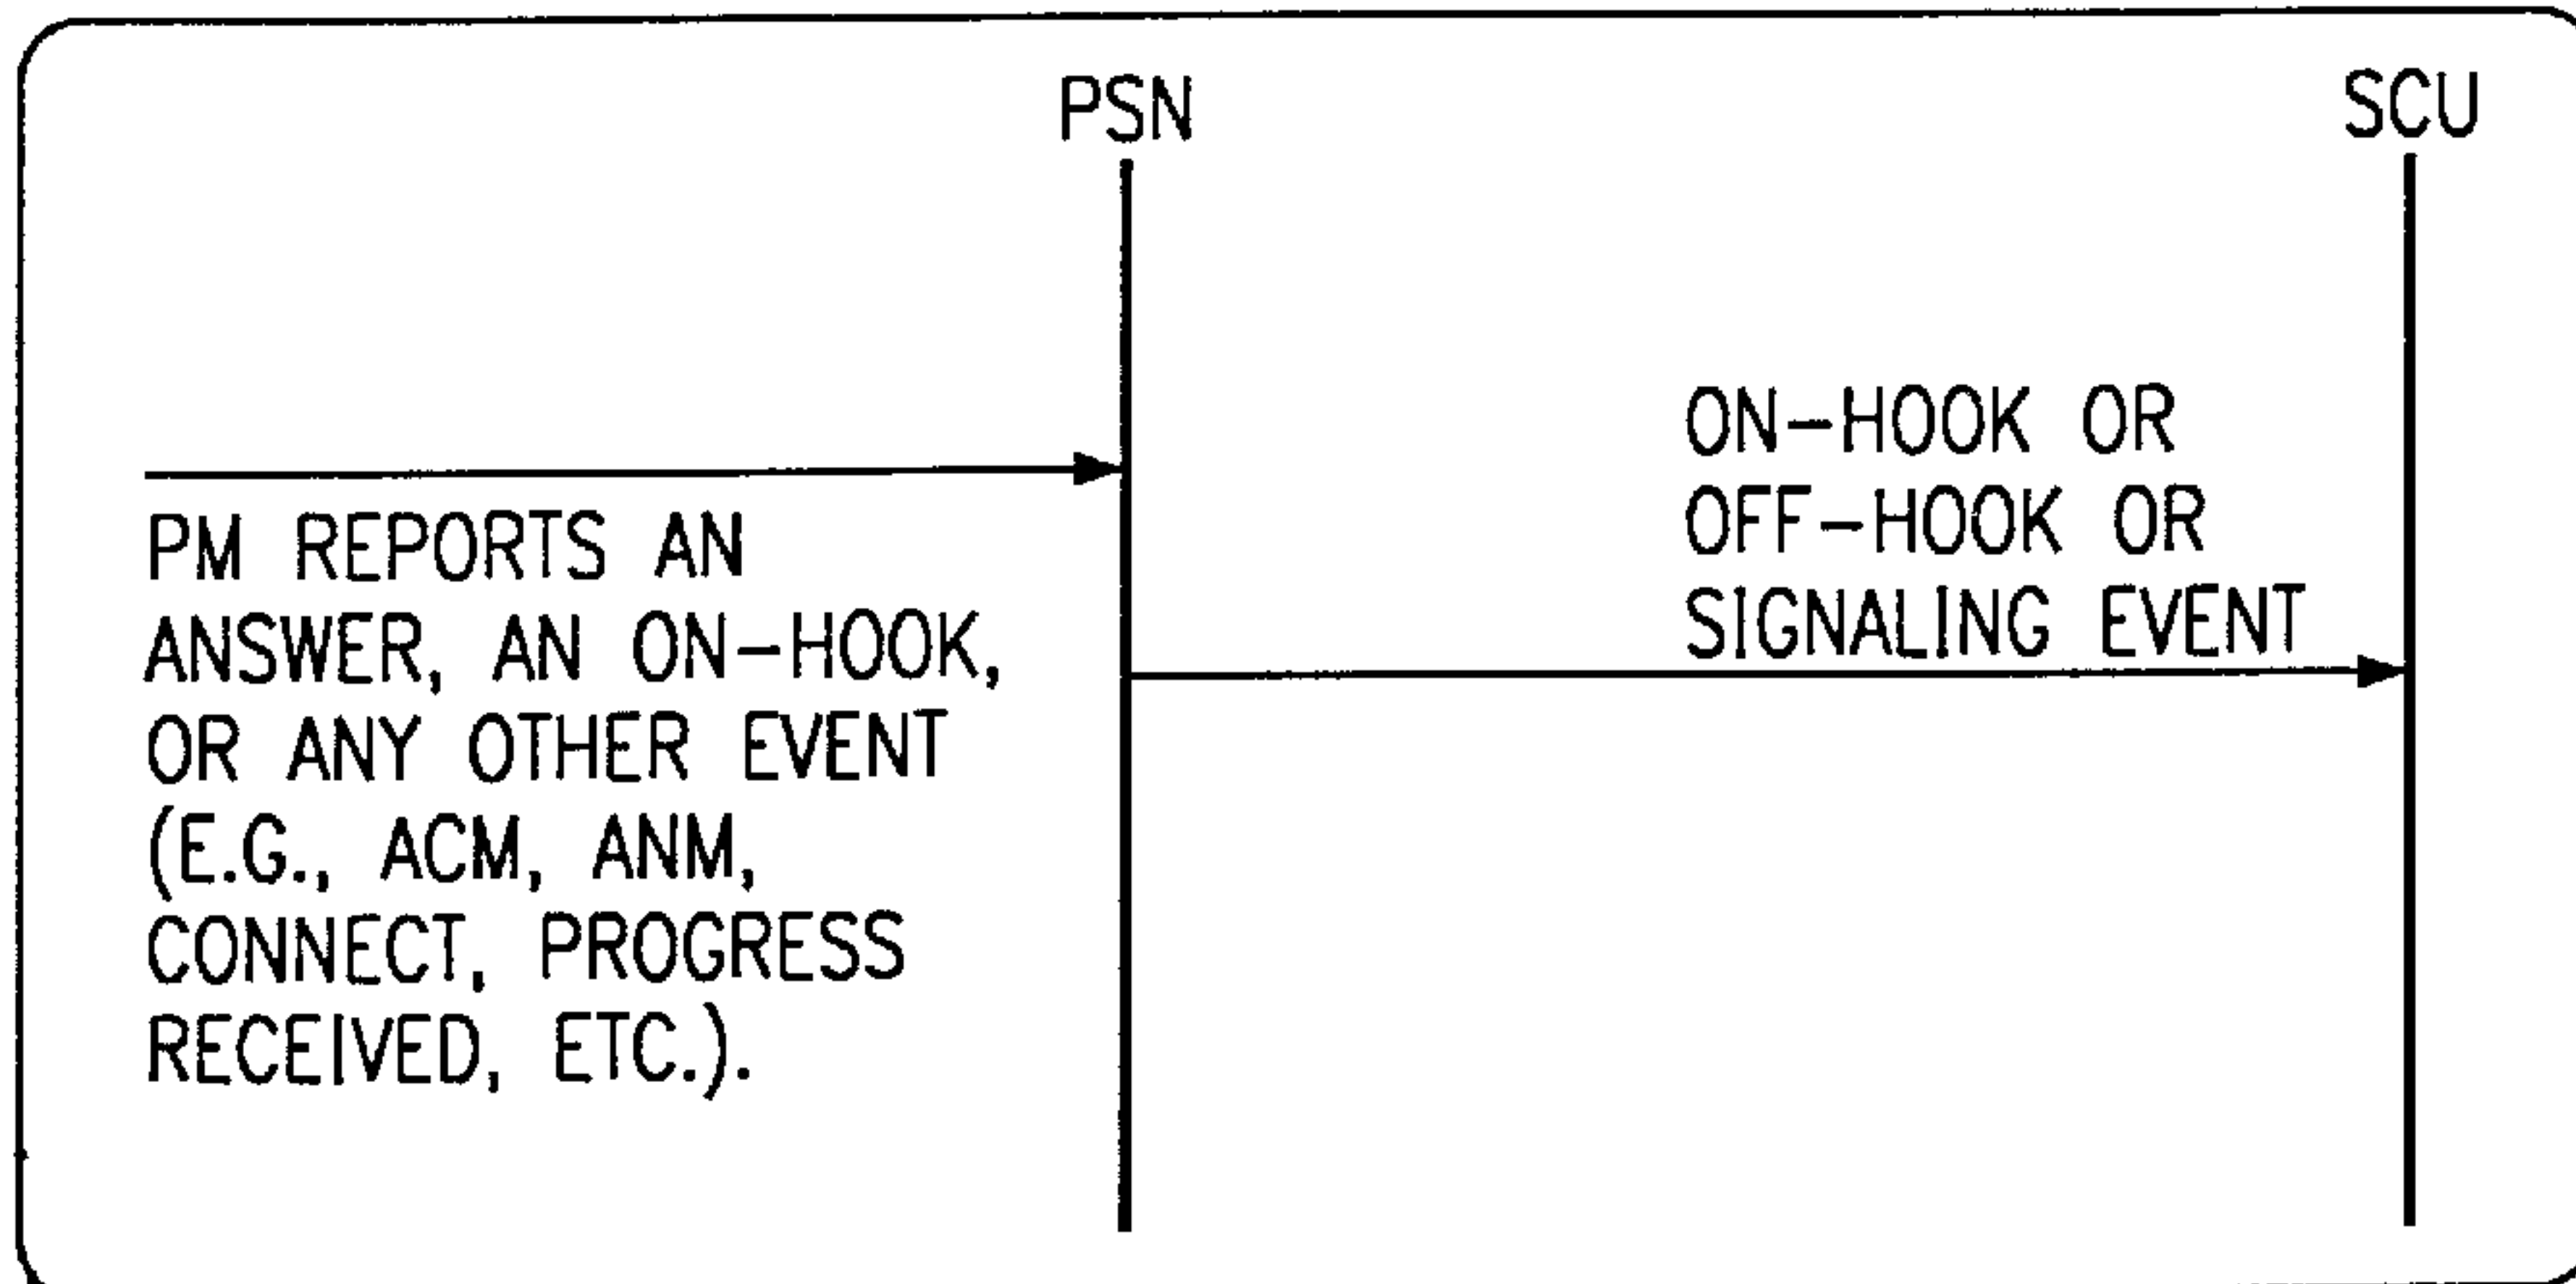 PSN
SCU
ON-HOOK OR
OFF-HOOK OR
SIGNALING EVENT
PM REPORTS AN
ANSWER, AN ON-HOOK,
OR ANY OTHER EVENT
(E.G., ACM, ANM,
CONNECT, PROGRESS
RECEIVED, ETC.).